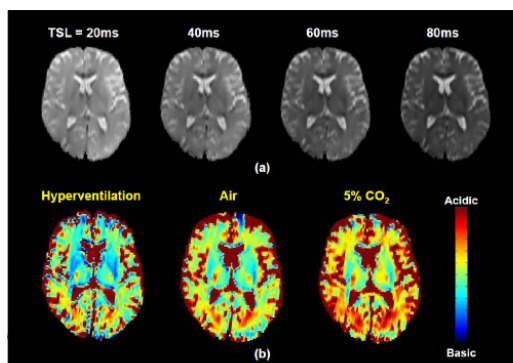 TSL = 20ms 40ms 60ms 80ms
(a)
Hyperventilation Air 5% CO₂ Acidic
Basic
(b)